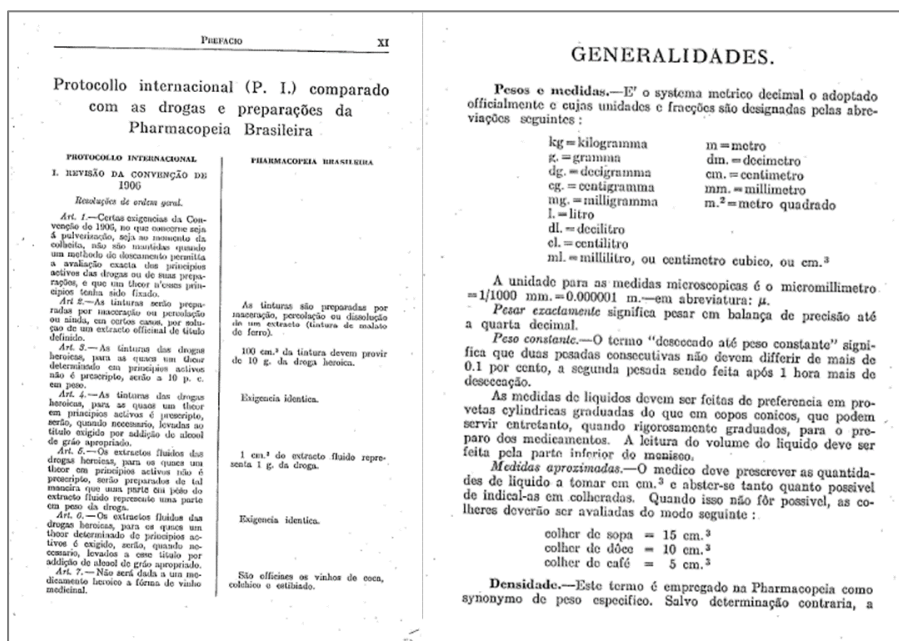 PREFACIO XI
Protocollo internacional (P. I.) comparado
com as drogas e preparações da
Pharmacopeia Brasileira
PROTOCOLLO INTERNACIONAL
I. REVISÃO DA CONVENÇÃO DE
1906
Resoluções de ordem geral.
Art. 1.—Certas exigencias da Con-
venção de 1906, no que concerne seja
á pulverização, seja ao momento da
colheita, não são mantidas quando
um methodo de doseamento permitta
a avaliação exacta dos principios
activos das drogas ou de suas prepa-
rações, e que um theor n'esses prin-
cipios tenha sido fixado.
Art 2.—As tinturas serão prepa-
radas por maceração ou percolação
ou ainda, em certos casos, por solu-
ção de um extracto official de titulo
definido.
Art. 3.—As tinturas das drogas
heroicas, para as quaes um theor
determinado em principios activos
não é prescripto, serão a 10 p. c.
em peso.
Art. 4.—As tinturas das drogas
heroicas, para as quaes um theor
em principios activos é prescripto,
serão, quando necessario, levadas ao
titulo exigido por addição de alcool
de gráo apropriado.
Art. 5.—Os extractos fluidos das
drogas heroicas, para os quaes um
theor em principios activos não é
prescripto, serão preparados de tal
maneira que uma parte em peso do
extracto fluido represente uma parte
em peso da droga.
Art. 6.—Os extractos fluidos das
drogas heroicas, para os quaes um
theor determinado de principios ac-
tivos é exigido, serão, quando ne-
cessario, levados a esse titulo por
addição de alcool de gráo apropriado.
Art. 7.—Não será dada a um me-
dicamento heroico a fórma de vinho
medicinal.
PHARMACOPEIA BRASILEIRA
As tinturas são preparadas por
maceração, percolação ou dissolução
de um extracto (tintura de malato
de ferro).
100 cm.³ da tintura devem provir
de 10 g. da droga heroica.
Exigencia identica.
1 cm.³ do extracto fluido repre-
senta 1 g. da droga.
Exigencia identica.
São officinaes os vinhos de coca,
colchico e estibiado.
GENERALIDADES.
Pesos e medidas.—E' o systema metrico decimal o adoptado
officialmente e cujas unidades e fracções são designadas pelas abre-
viações seguintes :
kg = kilogramma m = metro
g. = gramma dm. = decimetro
dg. = decigramma cm. = centimetro
cg. = centigramma mm. = millimetro
mg. = milligramma m.² = metro quadrado
l. = litro
dl. = decilitro
cl. = centilitro
ml. = millilitro, ou centimetro cubico, ou cm.³
A unidade para as medidas microscopicas é o micromillimetro
=1/1000 mm.=0.000001 m.—em abreviatura: μ.
Pesar exactamente significa pesar em balança de precisão até
a quarta decimal.
Peso constante.—O termo "deseccado até peso constante" signi-
fica que duas pesadas consecutivas não devem differir de mais de
0.1 por cento, a segunda pesada sendo feita após 1 hora mais de
deseccação.
As medidas de liquidos devem ser feitas de preferencia em pro-
vetas cylindricas graduadas do que em copos conicos, que podem
servir entretanto, quando rigorosamente graduados, para o pre-
paro dos medicamentos. A leitura do volume do liquido deve ser
feita pela parte inferior do menisco.
Medidas aproximadas.—O medico deve prescrever as quantida-
des de liquido a tomar em cm.³ e abster-se tanto quanto possivel
de indical-as em colheradas. Quando isso não fôr possivel, as co-
lheres deverão ser avaliadas do modo seguinte :
colher de sopa = 15 cm.³
colher de dôce = 10 cm.³
colher de café = 5 cm.³
Densidade.—Este termo é empregado na Pharmacopeia como
synonymo de peso especifico. Salvo determinação contraria, a